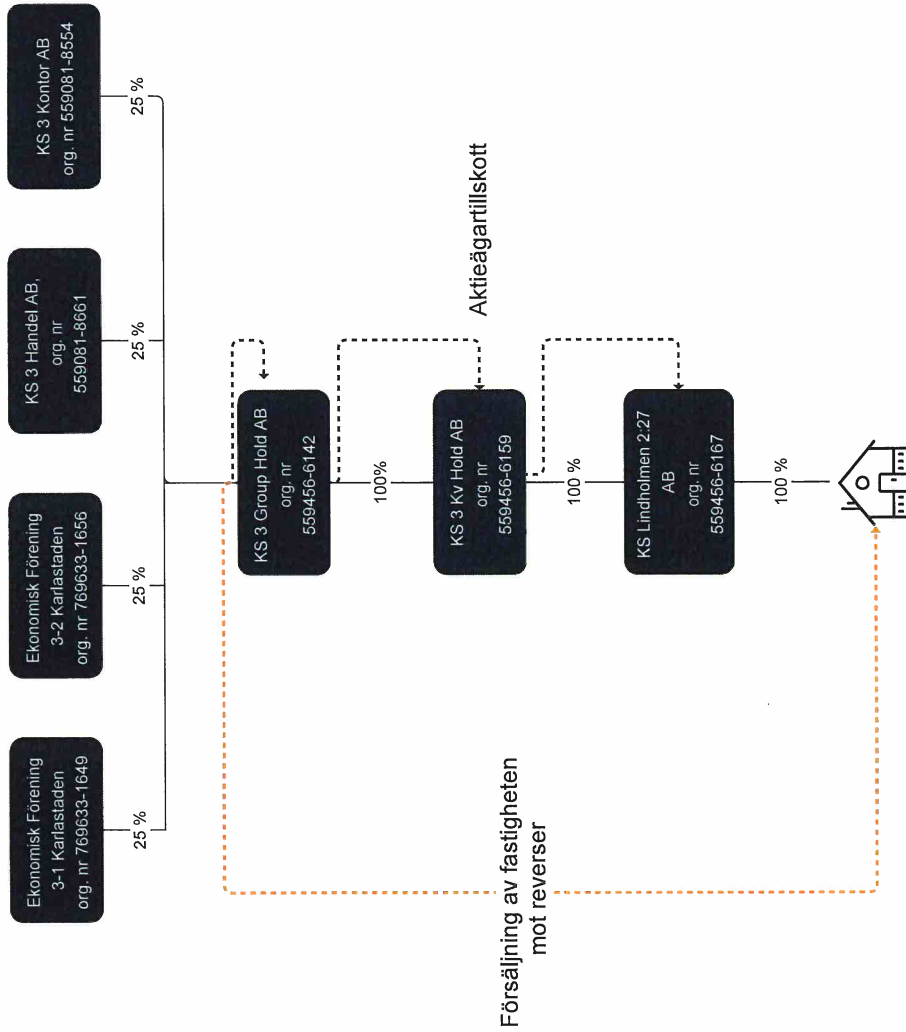 Ekonomisk Förening
3-1 Karlastaden
org. nr 769633-1649
Ekonomisk Förening
3-2 Karlastaden
org. nr 769633-1656
KS 3 Handel AB,
org. nr
559081-8661
KS 3 Kontor AB
org. nr 559081-8554
25 %
25 %
25 %
25 %
KS 3 Group Hold AB
org. nr
559456-6142
100%
KS 3 Kv Hold AB
org. nr
559456-6159
Aktieägartillskott
100 %
KS Lindholmen 2:27
AB
org. nr
559456-6167
100 %
Försäljning av fastigheten
mot reverser